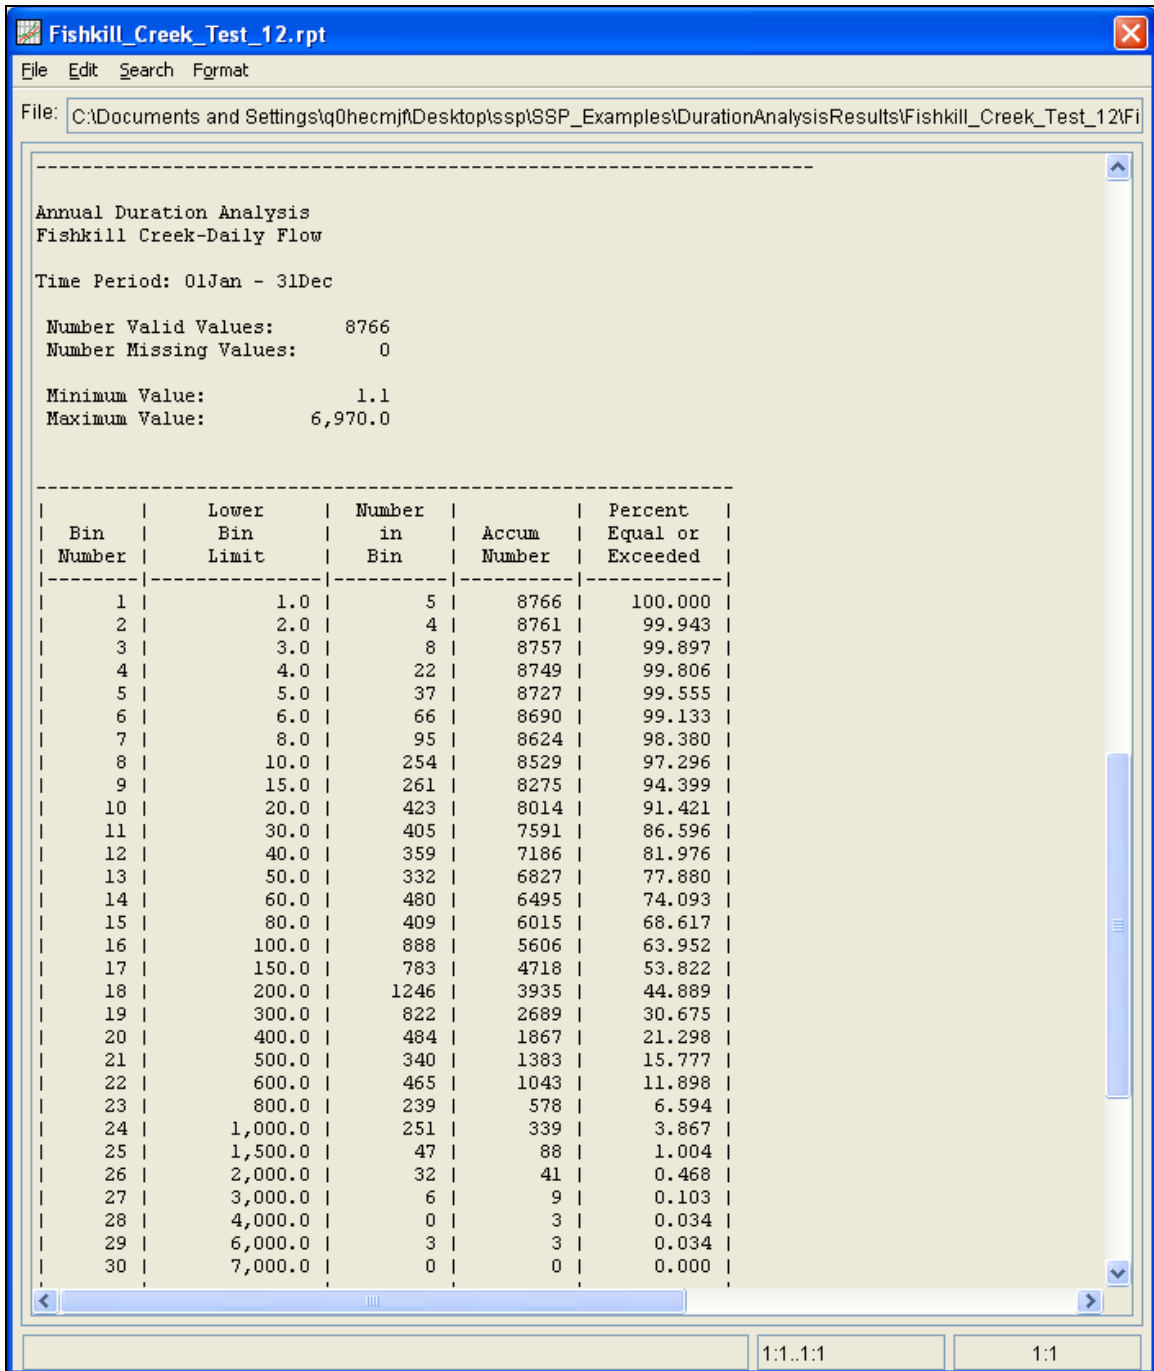 Fishkill_Creek_Test_12.rpt
File Edit Search Format
File: C:\Documents and Settings\q0hecmjf\Desktop\ssp\SSP_Examples\DurationAnalysisResults\Fishkill_Creek_Test_12\Fi
--------------------------------------------------------------------
Annual Duration Analysis
Fishkill Creek-Daily Flow
Time Period: 01Jan - 31Dec
Number Valid Values: 8766
Number Missing Values: 0
Minimum Value: 1.1
Maximum Value: 6,970.0
-------------------------------------------------------------
| | Lower | Number | | Percent |
| Bin | Bin | in | Accum | Equal or |
| Number | Limit | Bin | Number | Exceeded |
|--------|---------------|----------|----------|------------|
| 1 | 1.0 | 5 | 8766 | 100.000 |
| 2 | 2.0 | 4 | 8761 | 99.943 |
| 3 | 3.0 | 8 | 8757 | 99.897 |
| 4 | 4.0 | 22 | 8749 | 99.806 |
| 5 | 5.0 | 37 | 8727 | 99.555 |
| 6 | 6.0 | 66 | 8690 | 99.133 |
| 7 | 8.0 | 95 | 8624 | 98.380 |
| 8 | 10.0 | 254 | 8529 | 97.296 |
| 9 | 15.0 | 261 | 8275 | 94.399 |
| 10 | 20.0 | 423 | 8014 | 91.421 |
| 11 | 30.0 | 405 | 7591 | 86.596 |
| 12 | 40.0 | 359 | 7186 | 81.976 |
| 13 | 50.0 | 332 | 6827 | 77.880 |
| 14 | 60.0 | 480 | 6495 | 74.093 |
| 15 | 80.0 | 409 | 6015 | 68.617 |
| 16 | 100.0 | 888 | 5606 | 63.952 |
| 17 | 150.0 | 783 | 4718 | 53.822 |
| 18 | 200.0 | 1246 | 3935 | 44.889 |
| 19 | 300.0 | 822 | 2689 | 30.675 |
| 20 | 400.0 | 484 | 1867 | 21.298 |
| 21 | 500.0 | 340 | 1383 | 15.777 |
| 22 | 600.0 | 465 | 1043 | 11.898 |
| 23 | 800.0 | 239 | 578 | 6.594 |
| 24 | 1,000.0 | 251 | 339 | 3.867 |
| 25 | 1,500.0 | 47 | 88 | 1.004 |
| 26 | 2,000.0 | 32 | 41 | 0.468 |
| 27 | 3,000.0 | 6 | 9 | 0.103 |
| 28 | 4,000.0 | 0 | 3 | 0.034 |
| 29 | 6,000.0 | 3 | 3 | 0.034 |
| 30 | 7,000.0 | 0 | 0 | 0.000 |
1:1..1:1 1:1